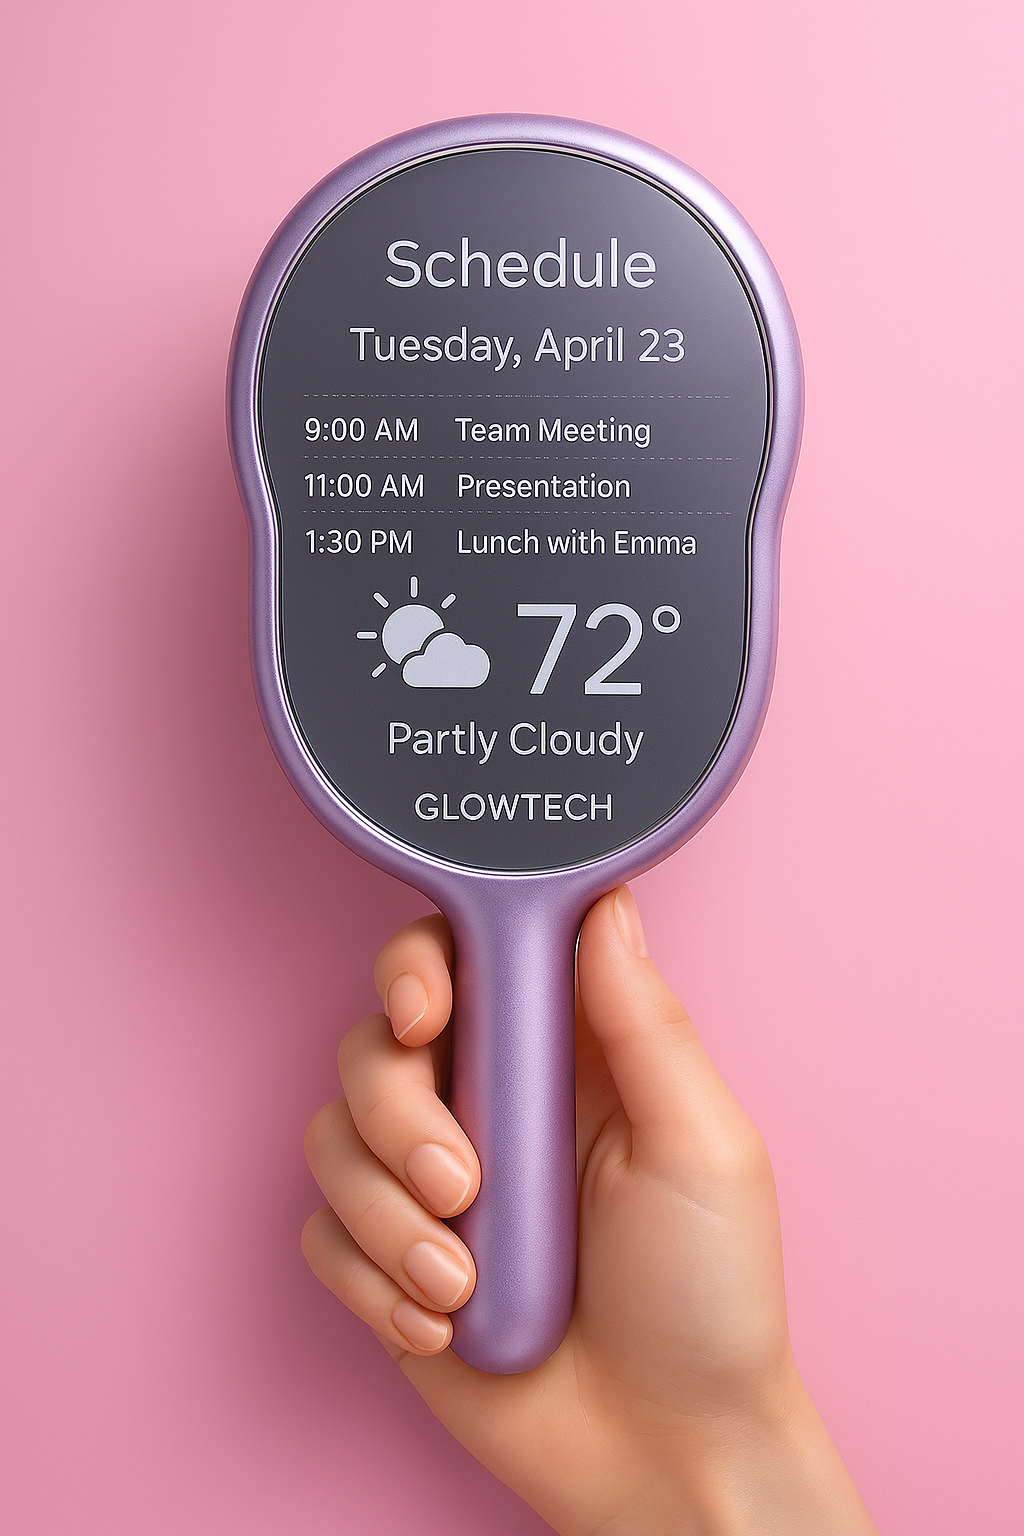 Schedule
Tuesday, April 23
9:00 AM Team Meeting
11:00 AM Presentation
1:30 PM Lunch with Emma
72°
Partly Cloudy
GLOWTECH